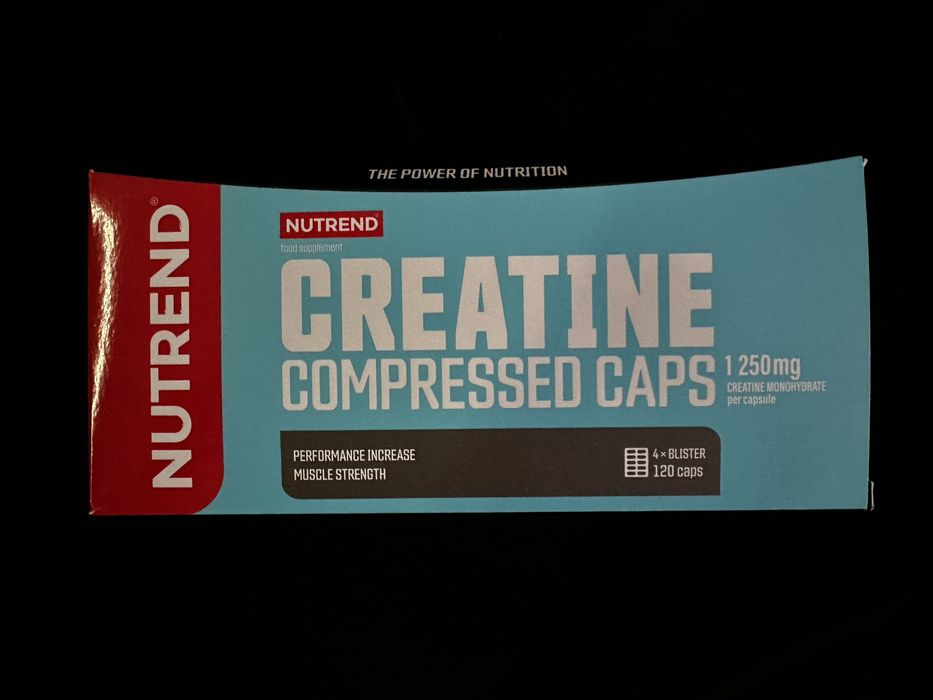 THE POWER OF NUTRITION
NUTREND®
NUTREND
food supplement
CREATINE
COMPRESSED CAPS
1 250mg
CREATINE MONOHYDRATE
per capsule
PERFORMANCE INCREASE
MUSCLE STRENGTH
4× BLISTER
120 caps